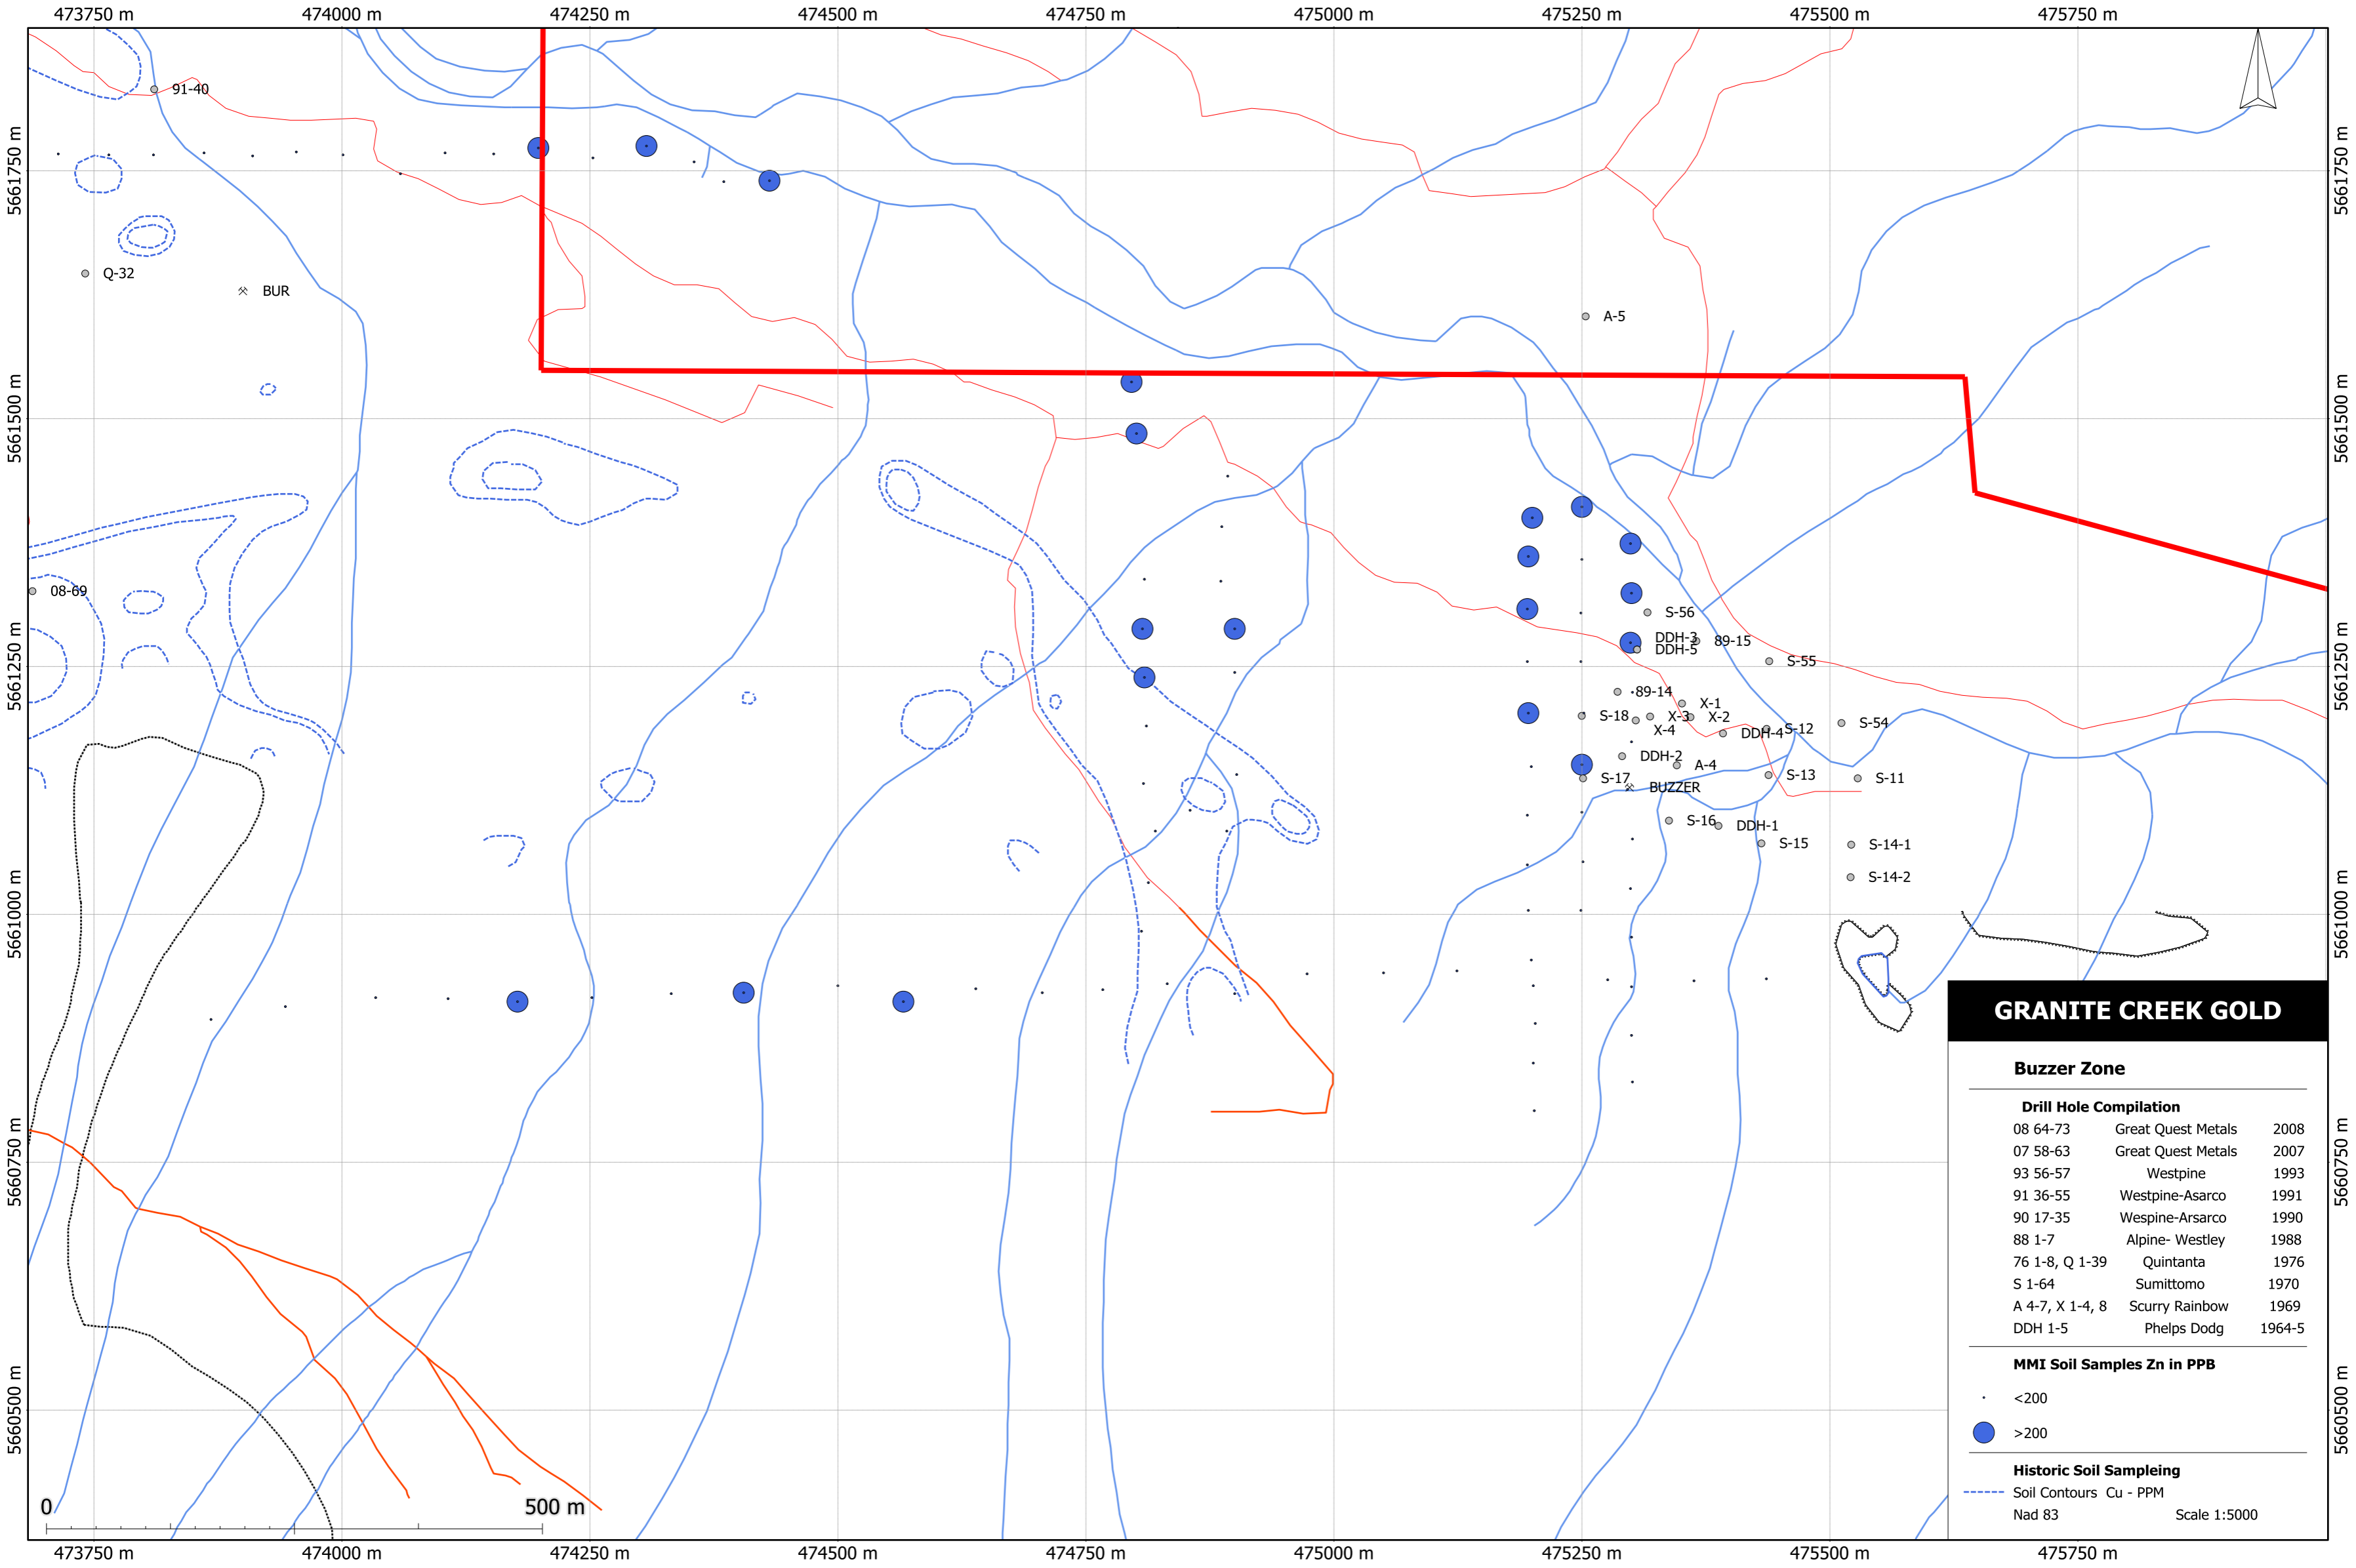 473750 m 474000 m 474250 m 474500 m 474750 m 475000 m 475250 m 475500 m 475750 m
5661750 m
5661500 m
5661250 m
5661000 m
5660750 m
5660500 m
5661750 m
5661500 m
5661250 m
5661000 m
5660750 m
5660500 m
91-40
Q-32
BUR
A-5
08-69
S-56
DDH-3
89-15
DDH-5
S-55
89-14
X-1
S-18
X-3
X-2
S-54
X-4
DDH-4
S-12
DDH-2
A-4
S-17
S-13
S-11
BUZZER
S-16
DDH-1
S-15
S-14-1
S-14-2
GRANITE CREEK GOLD
Buzzer Zone
Drill Hole Compilation
08 64-73 Great Quest Metals 2008
07 58-63 Great Quest Metals 2007
93 56-57 Westpine 1993
91 36-55 Westpine-Asarco 1991
90 17-35 Wespine-Arsarco 1990
88 1-7 Alpine- Westley 1988
76 1-8, Q 1-39 Quintanta 1976
S 1-64 Sumittomo 1970
A 4-7, X 1-4, 8 Scurry Rainbow 1969
DDH 1-5 Phelps Dodg 1964-5
MMI Soil Samples Zn in PPB
<200
>200
Historic Soil Sampleing
Soil Contours Cu - PPM
Nad 83 Scale 1:5000
0 500 m
473750 m 474000 m 474250 m 474500 m 474750 m 475000 m 475250 m 475500 m 475750 m